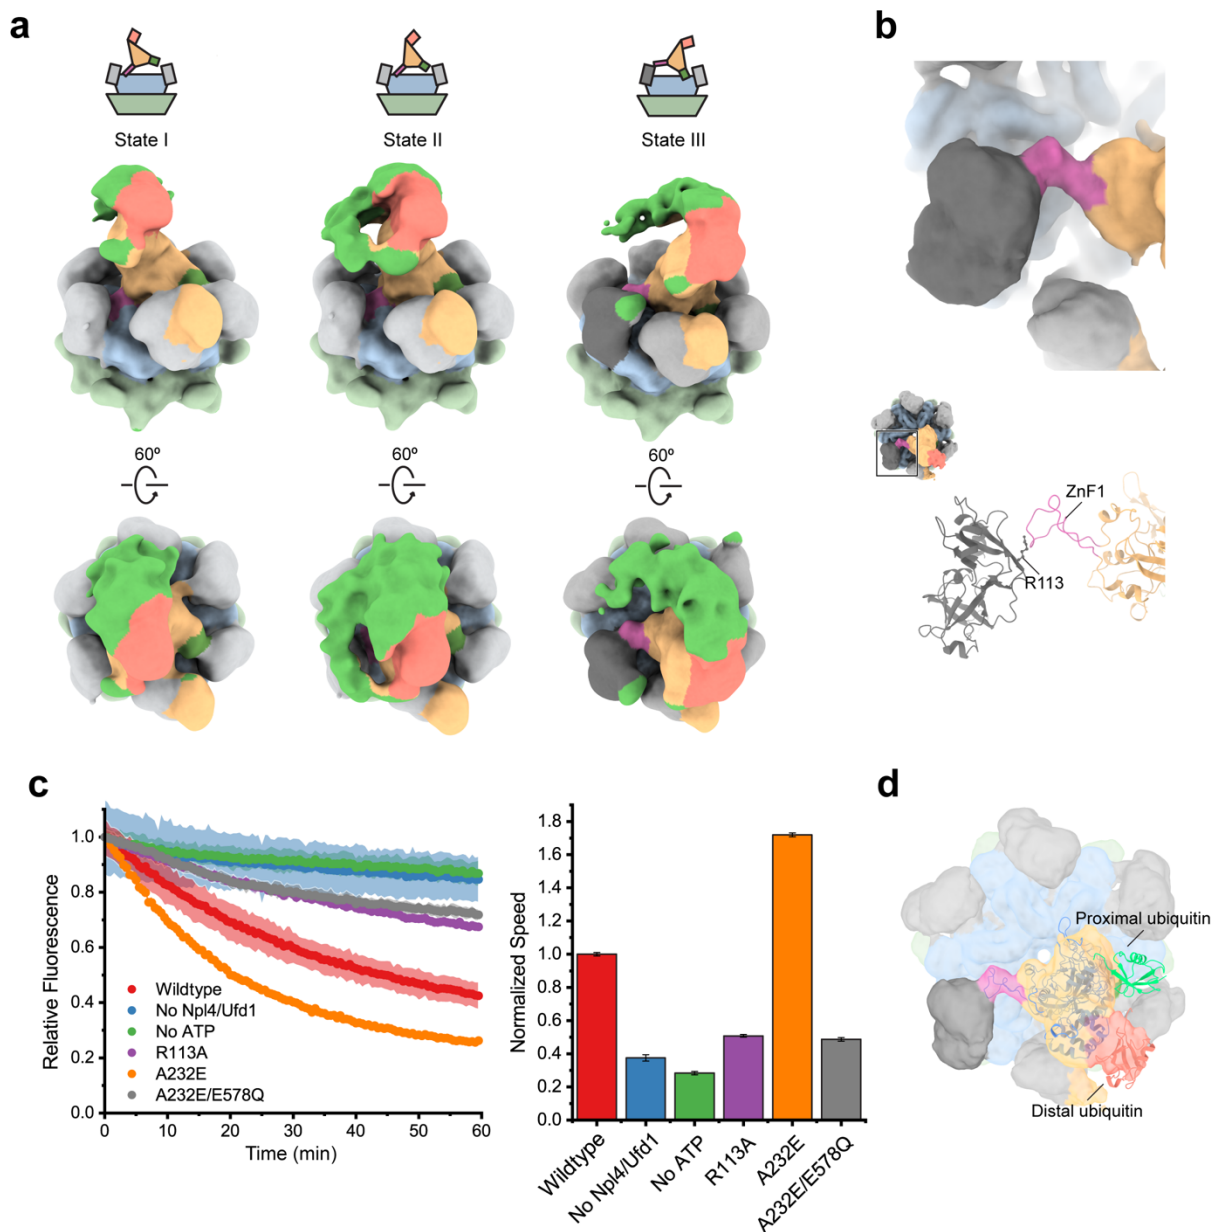 a
State I
State II
State III
60º
60º
60º
b
ZnF1
R113
c
Relative Fluorescence
1.0
0.8
0.6
0.4
0.2
0.0
Wildtype
No Npl4/Ufd1
No ATP
R113A
A232E
A232E/E578Q
0
10
20
30
40
50
60
Time (min)
Normalized Speed
1.8
1.6
1.4
1.2
1.0
0.8
0.6
0.4
0.2
0.0
Wildtype
No Npl4/Ufd1
No ATP
R113A
A232E
A232E/E578Q
d
Proximal ubiquitin
Distal ubiquitin